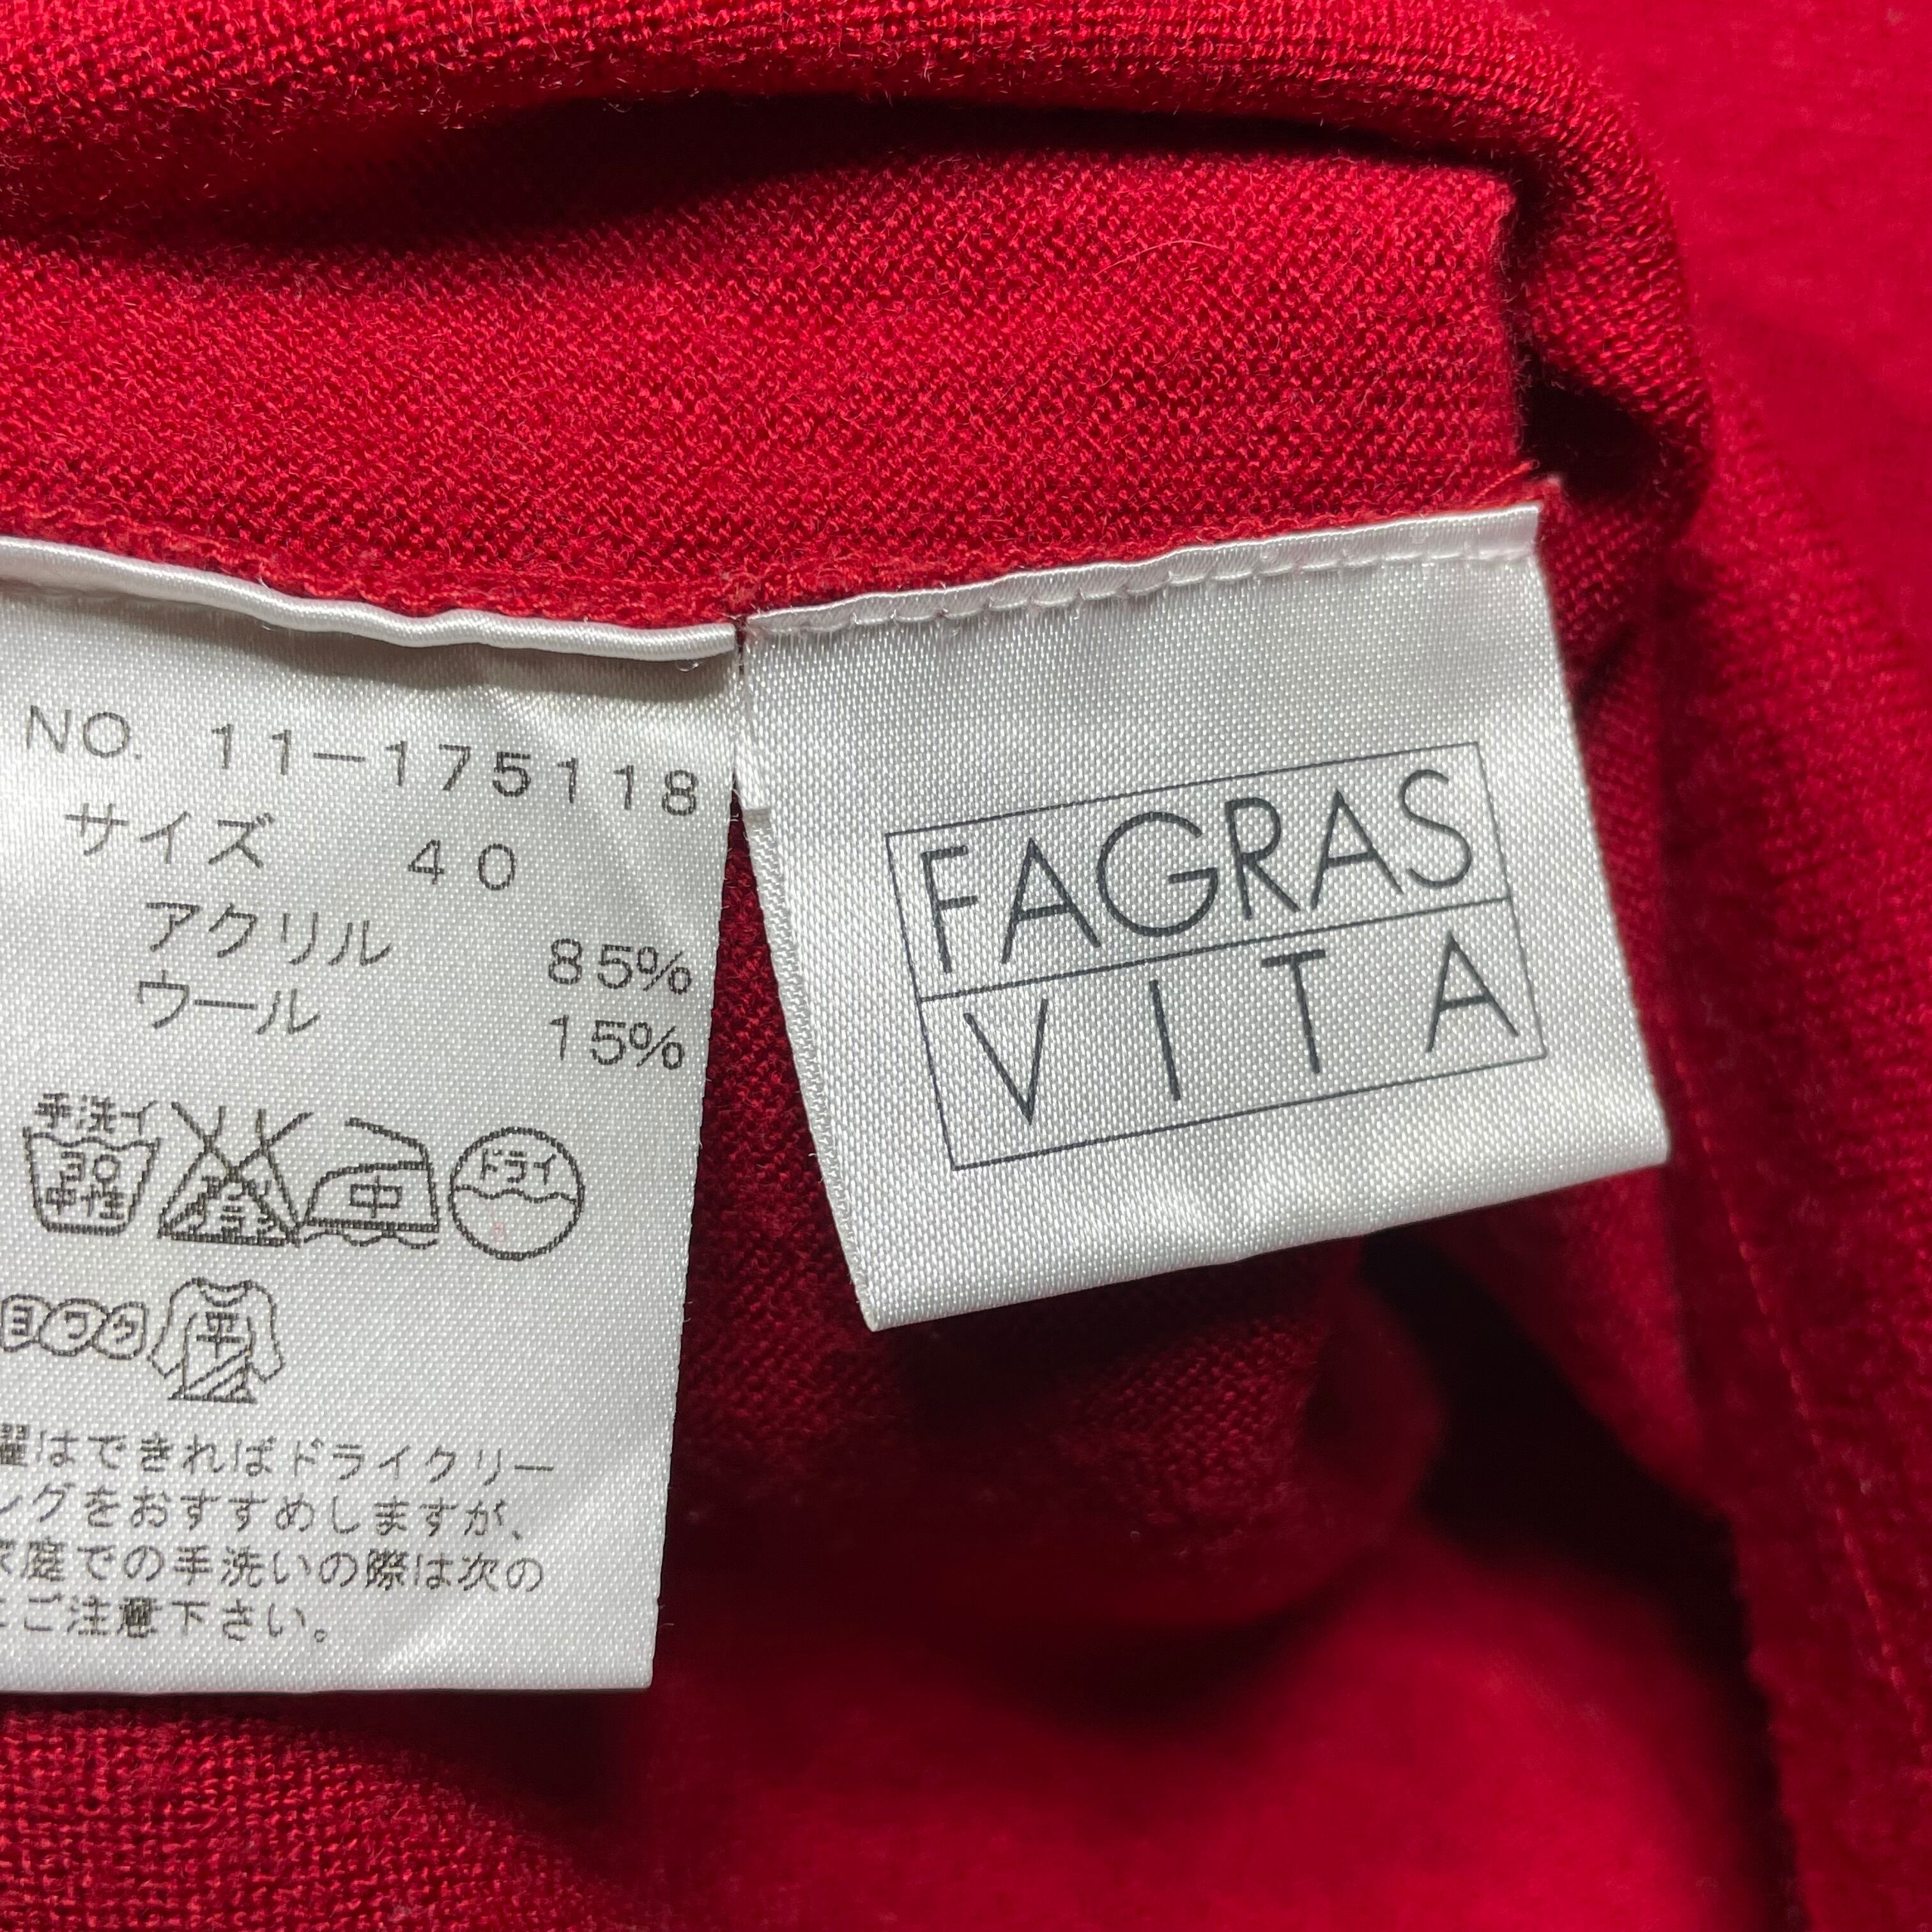 NO. 11-175118
サイズ 40
アクリル 85%
ウール 15%
手洗イ
30
中性
中
ドライ
ヨワク
平
濯はできればドライクリー
ングをおすすめしますが、
家庭での手洗いの際は次の
ご注意下さい。
FAGRAS
VITA